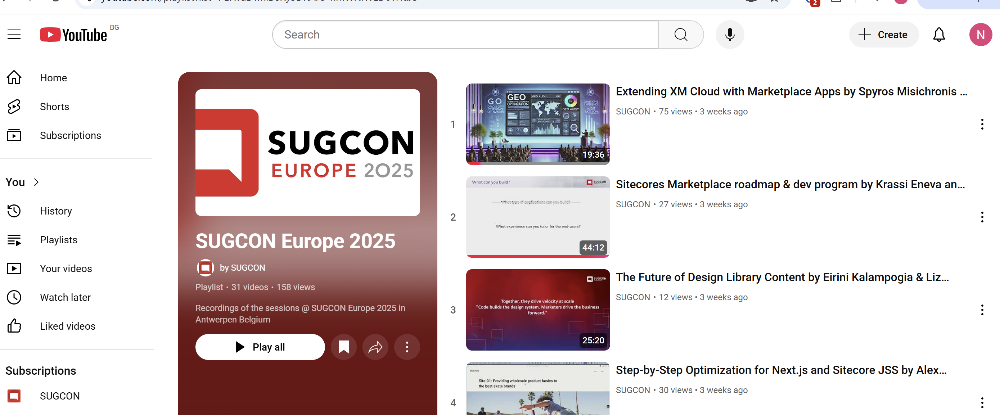 2
YouTube BG
Search
Create
N
Home
Shorts
Subscriptions
You
History
Playlists
Your videos
Watch later
Liked videos
Subscriptions
SUGCON
SUGCON
EUROPE 2025
SUGCON Europe 2025
by SUGCON
Playlist • 31 videos • 158 views
Recordings of the sessions @ SUGCON Europe 2025 in
Antwerpen Belgium
Play all
1
GEO
OPTIMIZATION
GEO AUDIT
19:36
Extending XM Cloud with Marketplace Apps by Spyros Misichronis ...
SUGCON • 75 views • 3 weeks ago
2
What can you build?
SUGCON
What type of applications can you build?
What experience can you tailor for the end-users?
44:12
Sitecores Marketplace roadmap & dev program by Krassi Eneva an...
SUGCON • 27 views • 3 weeks ago
3
SUGCON
Together, they drive velocity at scale
"Code builds the design system. Marketers drive the business
forward."
25:20
The Future of Design Library Content by Eirini Kalampogia & Liz...
SUGCON • 12 views • 3 weeks ago
4
Skate Park
Site-01: Providing wholesale product basics to
the best skate brands
Step-by-Step Optimization for Next.js and Sitecore JSS by Alex...
SUGCON • 30 views • 3 weeks ago